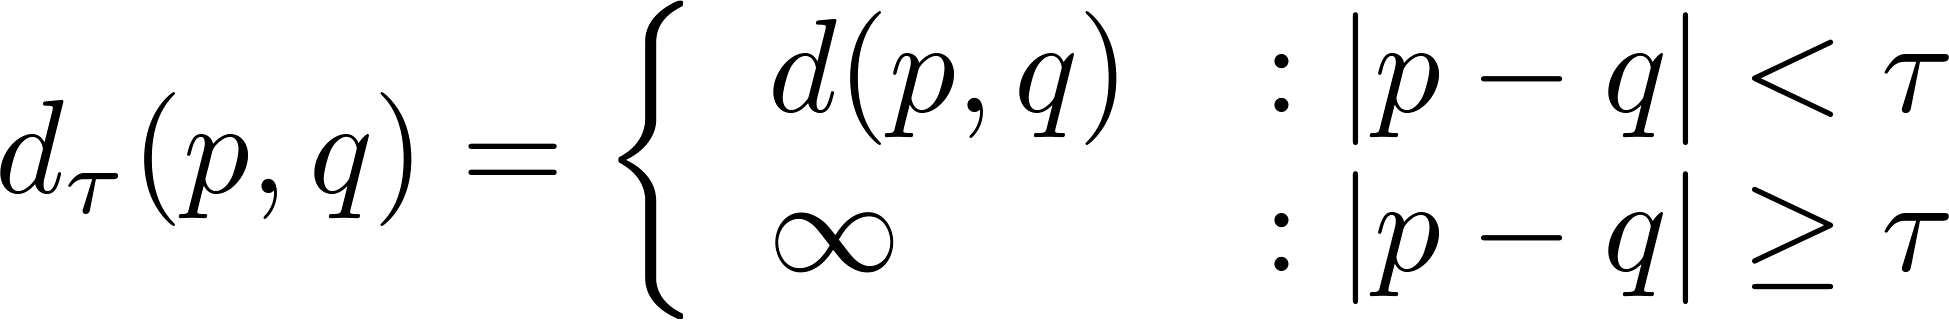 d_τ(p, q) = { d(p, q) : |p − q| < τ
∞ : |p − q| ≥ τ